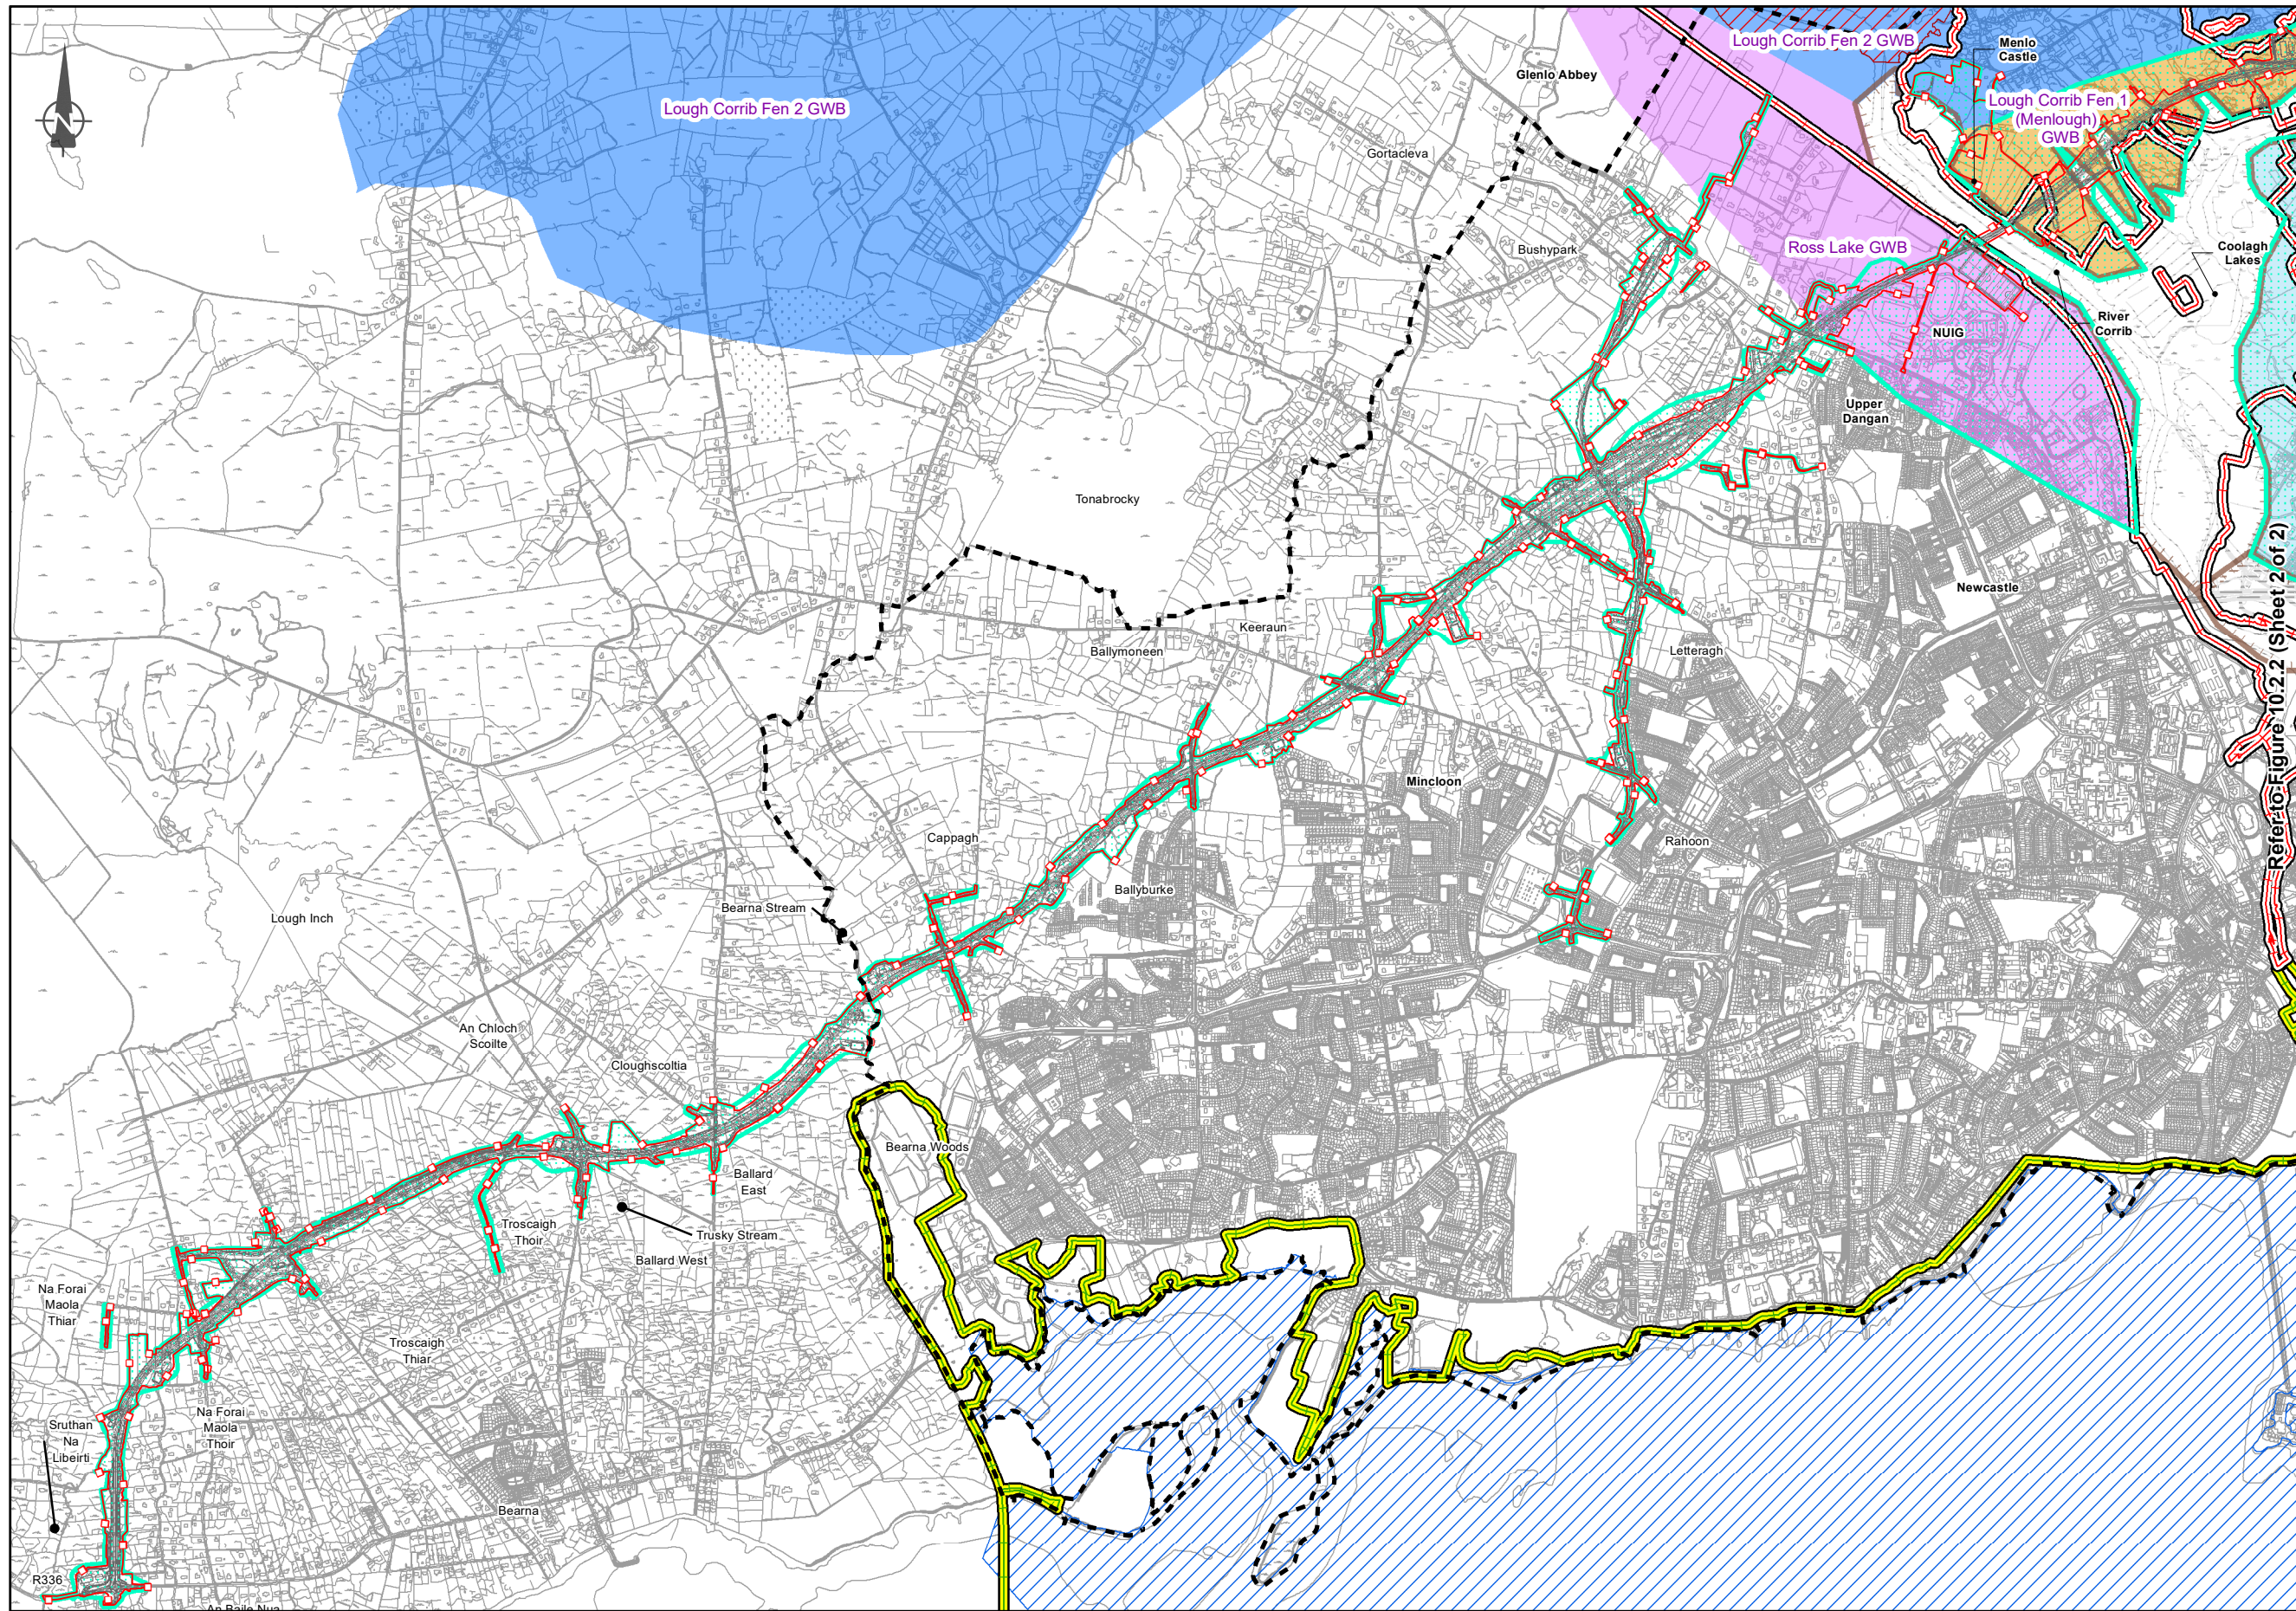 Lough Corrib Fen 2 GWB
Menlo
Castle
Glenlo Abbey
Lough Corrib Fen 2 GWB
Lough Corrib Fen 1
(Menlough)
GWB
N
Gortacleva
Bushypark
Ross Lake GWB
Coolagh
Lakes
River
Corrib
NUIG
Upper
Dangan
Tonabrocky
Newcastle
Refer to Figure 10.2.2 (Sheet 2 of 2)
Keeraun
Ballymoneen
Letteragh
Mincloon
Cappagh
Rahoon
Ballyburke
Bearna Stream
Lough Inch
An Chloch
Scoilte
Cloughscoltia
Bearna Woods
Ballard
East
Troscaigh
Thoir
Trusky Stream
Ballard West
Na Forai
Maola
Thiar
Troscaigh
Thiar
Na Forai
Maola
Thoir
Sruthan
Na
Libeirti
Bearna
R336
An Baile Nua